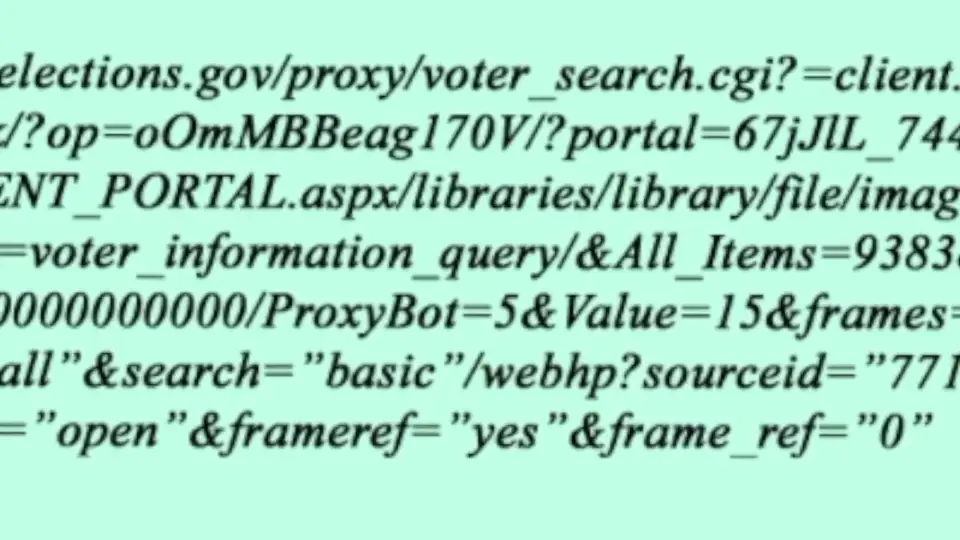 elections.gov/proxy/voter_search.cgi?=client.
/?op=oOmMBBeag170V/?portal=67jJlL_744
ENT_PORTAL.aspx/libraries/library/file/imag
=voter_information_query/&All_Items=9383
0000000000/ProxyBot=5&Value=15&frames=
all”&search=”basic”/webhp?sourceid=”771
=”open”&frameref=”yes”&frame_ref=”0”